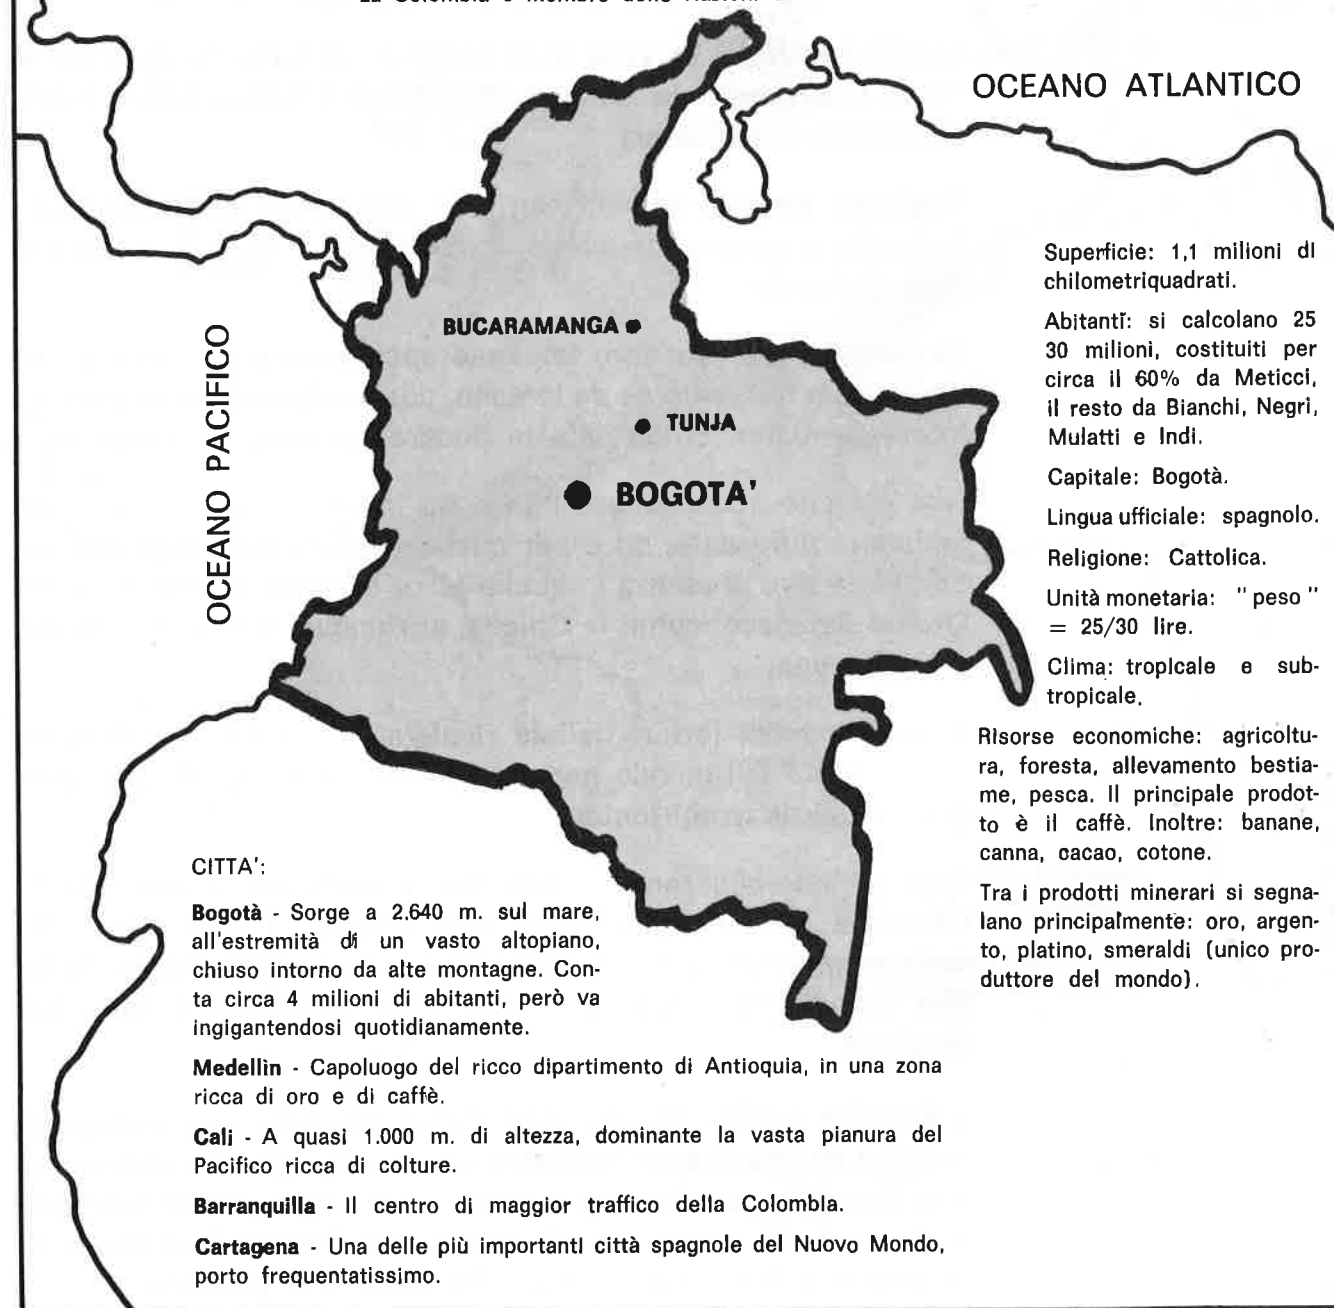 La Colombia è membro delle Nazioni
OCEANO ATLANTICO
OCEANO PACIFICO
BUCARAMANGA
TUNJA
BOGOTA'
Superficie: 1,1 milioni di
chilometriquadrati.
Abitanti: si calcolano 25
30 milioni, costituiti per
circa il 60% da Meticci,
il resto da Bianchi, Negri,
Mulatti e Indi.
Capitale: Bogotà.
Lingua ufficiale: spagnolo.
Religione: Cattolica.
Unità monetaria: "peso"
= 25/30 lire.
Clima: tropicale e sub-
tropicale.
Risorse economiche: agricoltu-
ra, foresta, allevamento bestia-
me, pesca. Il principale prodot-
to è il caffè. Inoltre: banane,
canna, cacao, cotone.
Tra i prodotti minerari si segna-
lano principalmente: oro, argen-
to, platino, smeraldi (unico pro-
duttore del mondo).
CITTA':
Bogotà - Sorge a 2.640 m. sul mare,
all'estremità di un vasto altopiano,
chiuso intorno da alte montagne. Con-
ta circa 4 milioni di abitanti, però va
ingigantendosi quotidianamente.
Medellìn - Capoluogo del ricco dipartimento di Antioquia, in una zona
ricca di oro e di caffè.
Cali - A quasi 1.000 m. di altezza, dominante la vasta pianura del
Pacifico ricca di colture.
Barranquilla - Il centro di maggior traffico della Colombia.
Cartagena - Una delle più importanti città spagnole del Nuovo Mondo,
porto frequentatissimo.